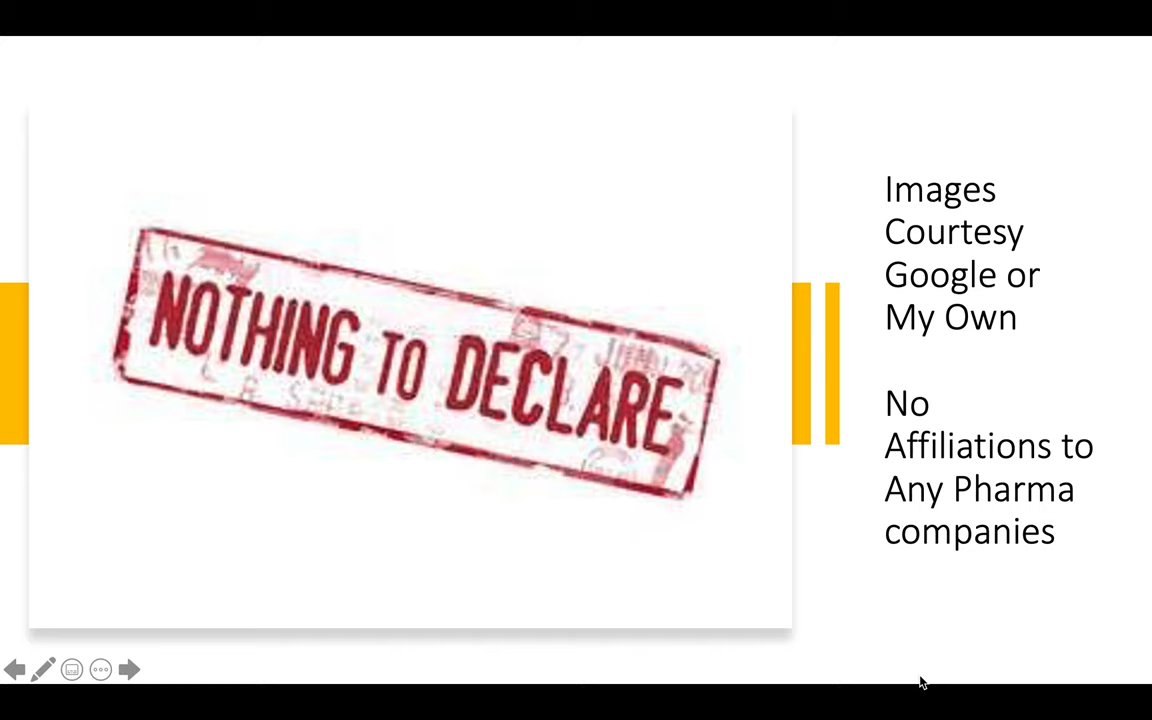 NOTHING TO DECLARE
Images
Courtesy
Google or
My Own
No
Affiliations to
Any Pharma
companies